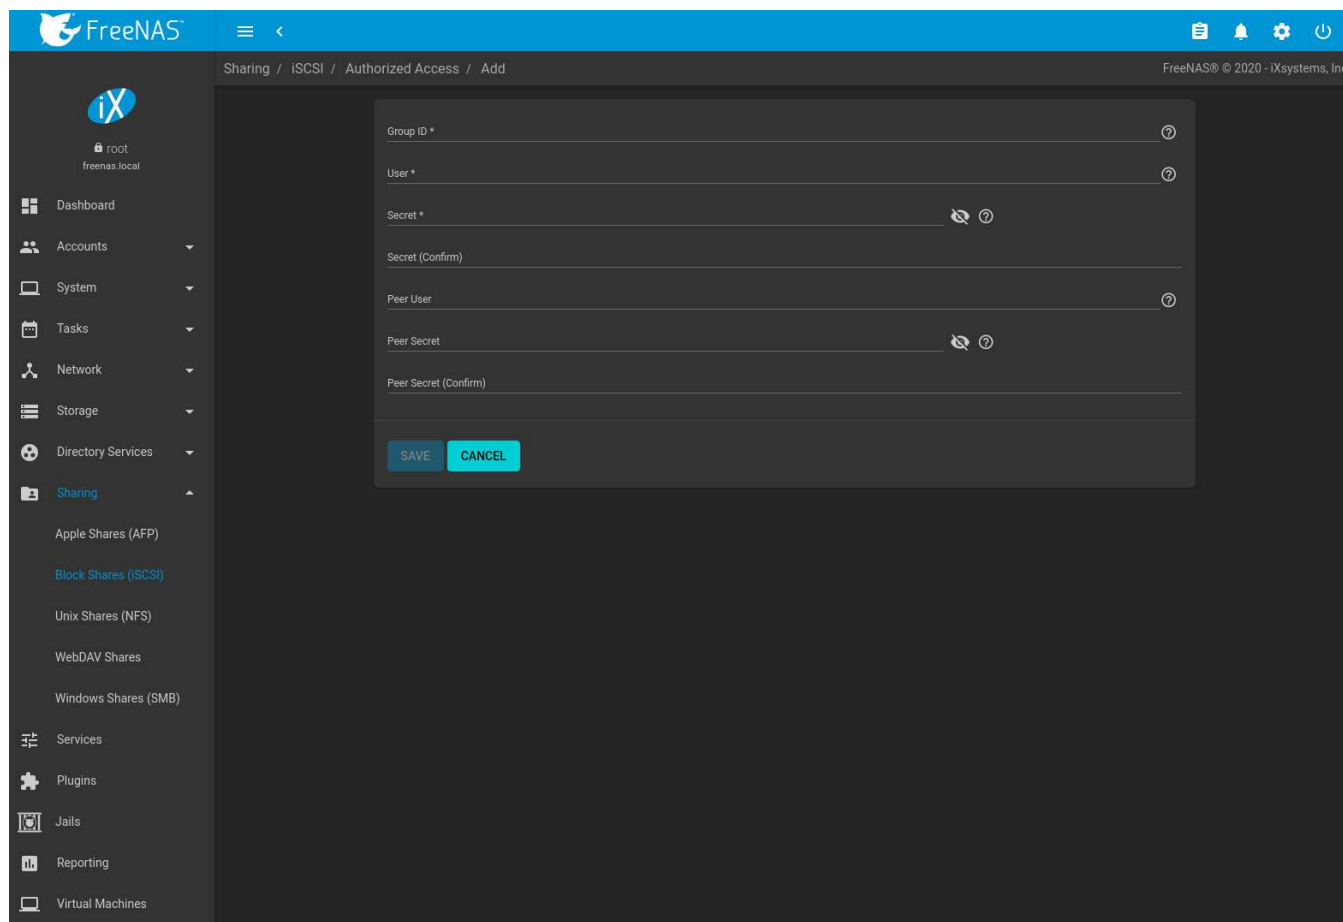 FreeNAS™
Sharing / iSCSI / Authorized Access / Add
FreeNAS® © 2020 - iXsystems, Inc
iX
root
freenas.local
Dashboard
Accounts
System
Tasks
Network
Storage
Directory Services
Sharing
Apple Shares (AFP)
Block Shares (iSCSI)
Unix Shares (NFS)
WebDAV Shares
Windows Shares (SMB)
Services
Plugins
Jails
Reporting
Virtual Machines
Group ID *
User *
Secret *
Secret (Confirm)
Peer User
Peer Secret
Peer Secret (Confirm)
SAVE CANCEL